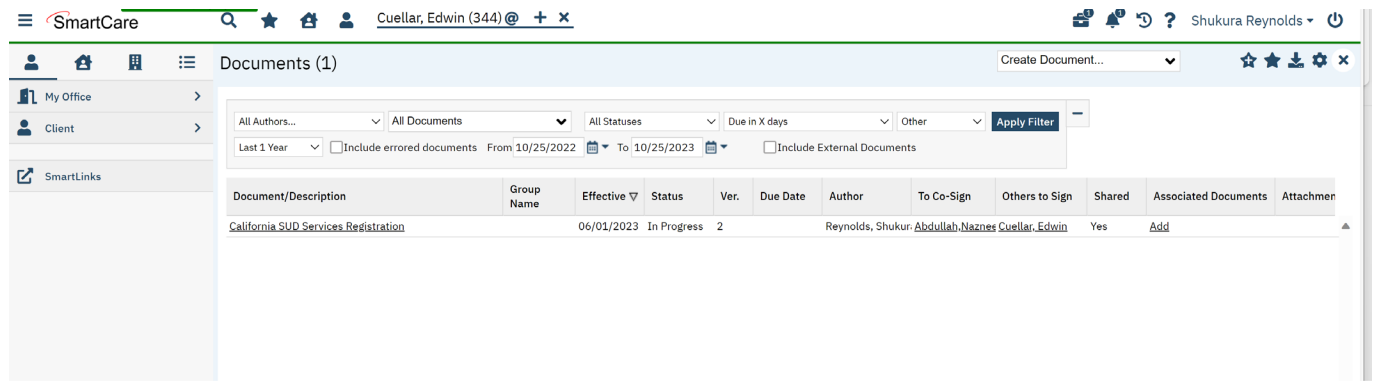 SmartCare
Cuellar, Edwin (344) @ + ×
1
1
? Shukura Reynolds
Documents (1)
Create Document...
My Office
Client
SmartLinks
All Authors...
All Documents
All Statuses
Due in X days
Other
Apply Filter
Last 1 Year
Include errored documents From 10/25/2022 To 10/25/2023
Include External Documents
Document/Description Group Name Effective Status Ver. Due Date Author To Co-Sign Others to Sign Shared Associated Documents Attachmen
California SUD Services Registration 06/01/2023 In Progress 2 Reynolds, Shukur Abdullah,Naznee Cuellar, Edwin Yes Add